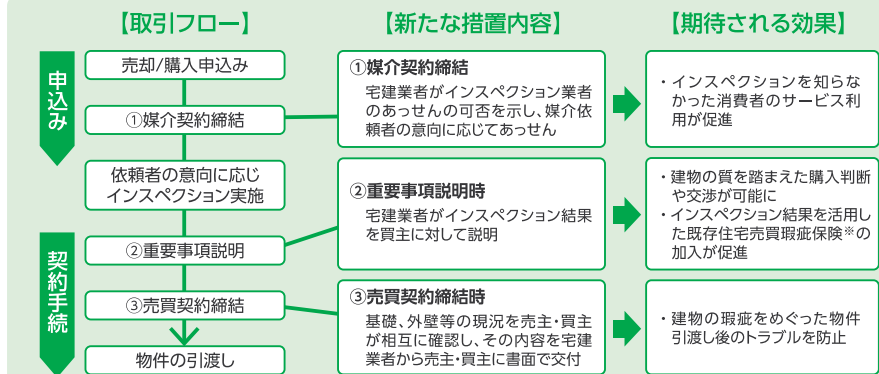 【取引フロー】
【新たな措置内容】
【期待される効果】
申込み
売却/購入申込み
①媒介契約締結
依頼者の意向に応じ
インスペクション実施
契約手続
②重要事項説明
③売買契約締結
物件の引渡し
①媒介契約締結
宅建業者がインスペクション業者
のあっせんの可否を示し、媒介依
頼者の意向に応じてあっせん
②重要事項説明時
宅建業者がインスペクション結果
を買主に対して説明
③売買契約締結時
基礎、外壁等の現況を売主・買主
が相互に確認し、その内容を宅建
業者から売主・買主に書面で交付
・インスペクションを知らな
かった消費者のサービス利
用が促進
・建物の質を踏まえた購入判断
や交渉が可能に
・インスペクション結果を活用し
た既存住宅売買瑕疵保険※の
加入が促進
・建物の瑕疵をめぐった物件
引渡し後のトラブルを防止